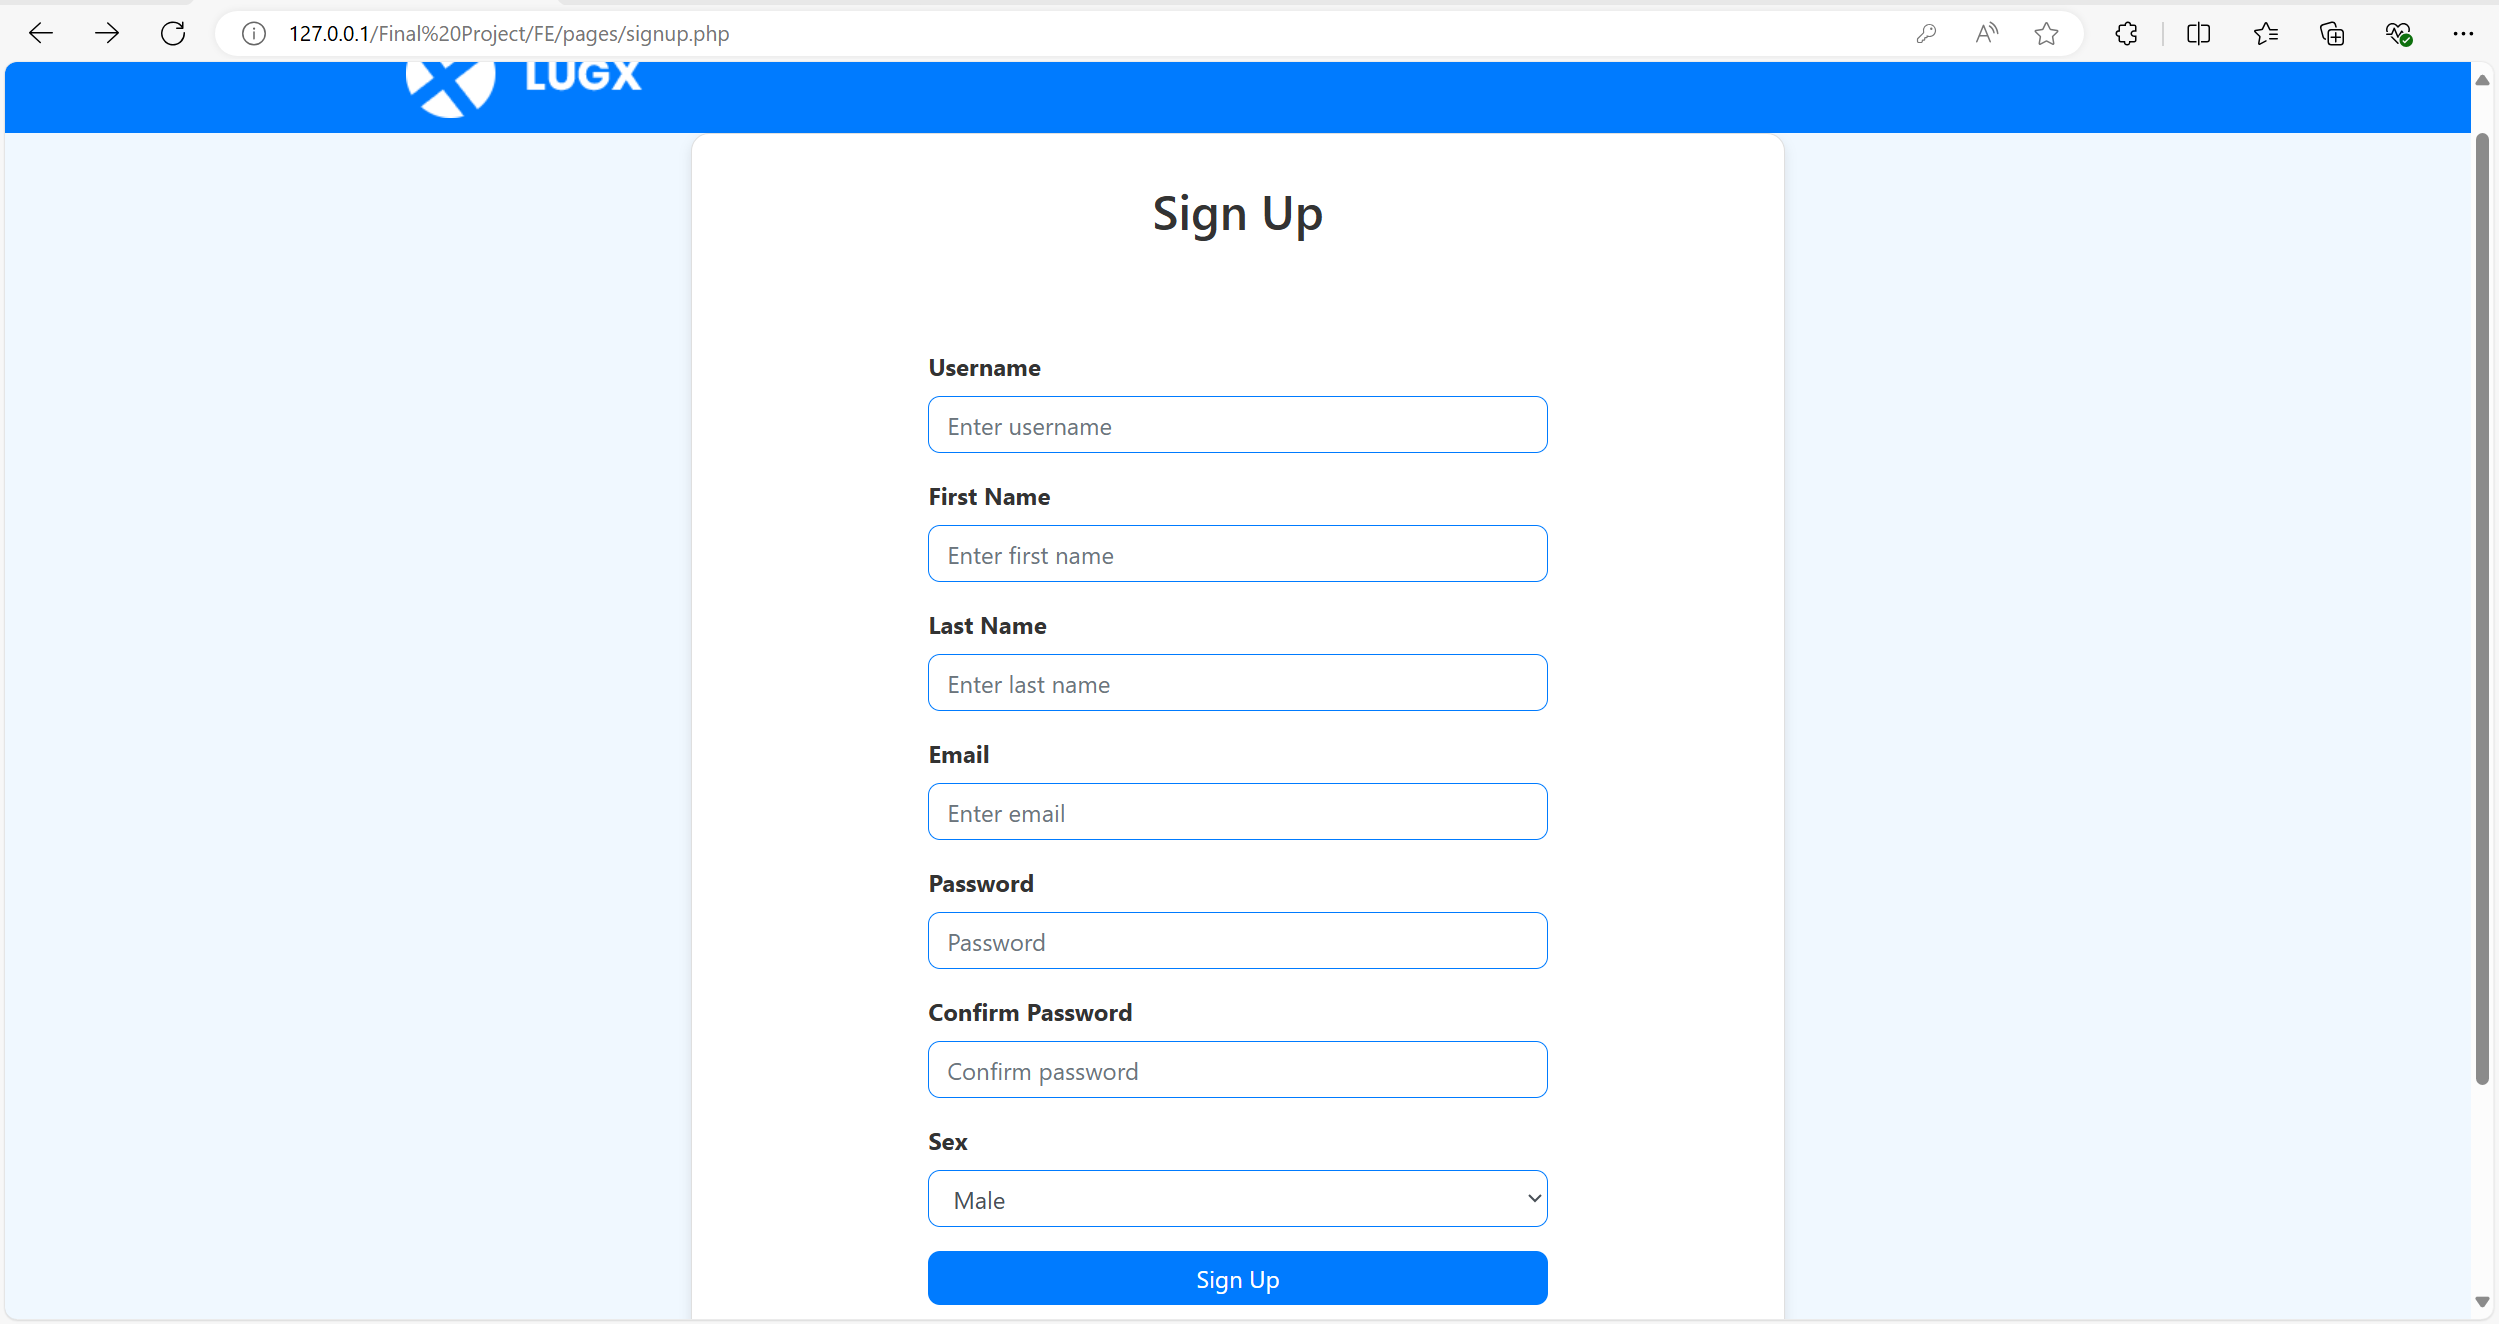 127.0.0.1/Final%20Project/FE/pages/signup.php
LUGX
Sign Up
Username
Enter username
First Name
Enter first name
Last Name
Enter last name
Email
Enter email
Password
Password
Confirm Password
Confirm password
Sex
Male
Sign Up